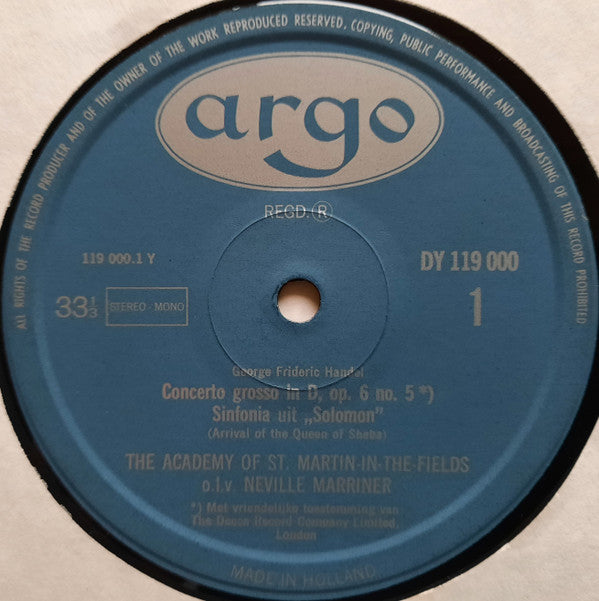 ALL RIGHTS OF THE RECORD PRODUCER AND OF THE OWNER OF THE WORK REPRODUCED RESERVED. COPYING, PUBLIC PERFORMANCE AND BROADCASTING OF THIS RECORD PROHIBITED
argo
REGD. Ⓡ
119 000.1 Y
DY 119 000
33⅓
STEREO - MONO
1
George Frideric Handel
Concerto grosso in D, op. 6 no. 5 *)
Sinfonia uit „Solomon”
(Arrival of the Queen of Sheba)
THE ACADEMY OF ST. MARTIN-IN-THE-FIELDS
o.l.v. NEVILLE MARRINER
*) Met vriendelijke toestemming van
The Decca Record Company Limited,
London
MADE IN HOLLAND